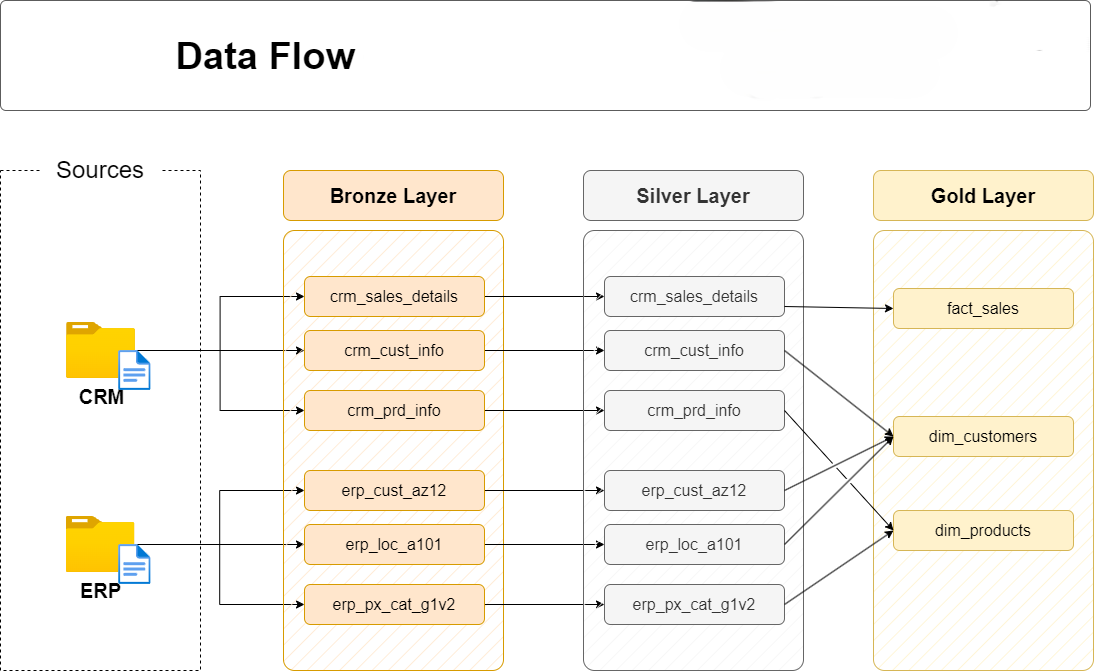 Data Flow
Sources
Bronze Layer
Silver Layer
Gold Layer
crm_sales_details
crm_sales_details
fact_sales
crm_cust_info
crm_cust_info
CRM
crm_prd_info
crm_prd_info
dim_customers
erp_cust_az12
erp_cust_az12
dim_products
erp_loc_a101
erp_loc_a101
ERP
erp_px_cat_g1v2
erp_px_cat_g1v2